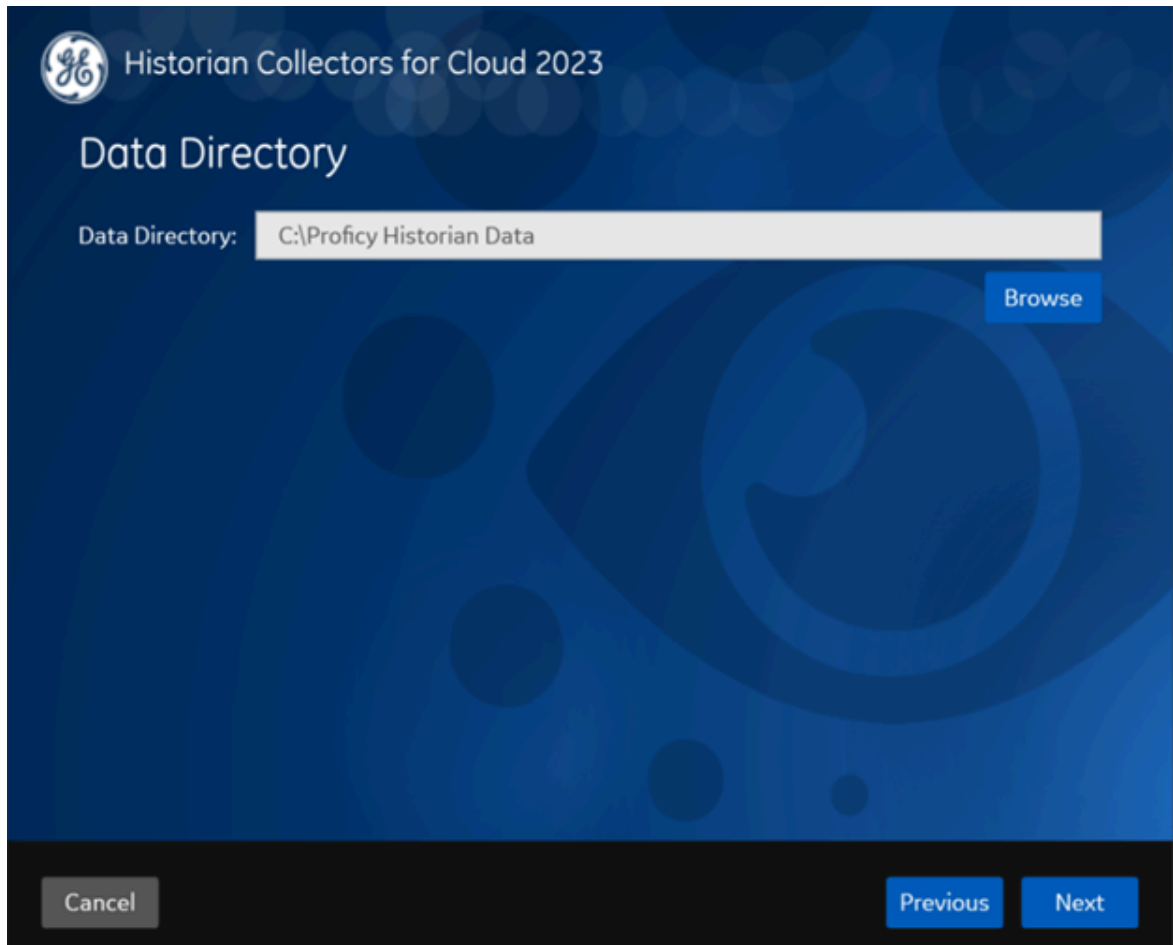 Historian Collectors for Cloud 2023
Data Directory
Data Directory: C:\Proficy Historian Data
Browse
Cancel Previous Next